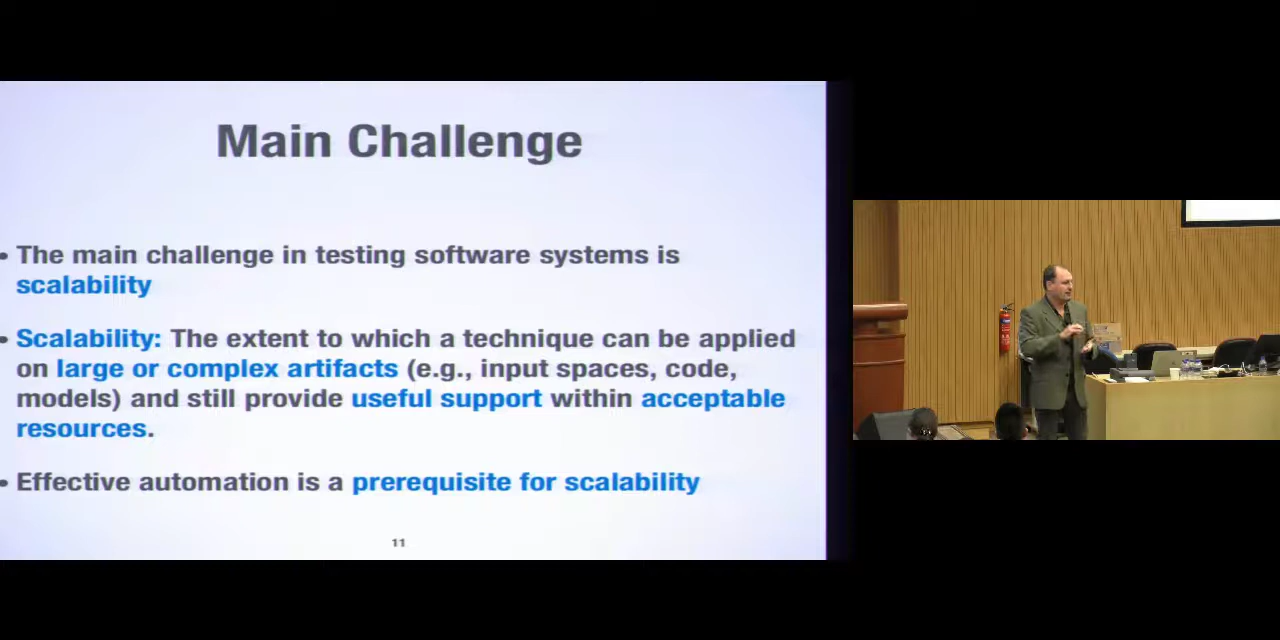 Main Challenge
• The main challenge in testing software systems is
scalability
• Scalability: The extent to which a technique can be applied
on large or complex artifacts (e.g., input spaces, code,
models) and still provide useful support within acceptable
resources.
• Effective automation is a prerequisite for scalability
11